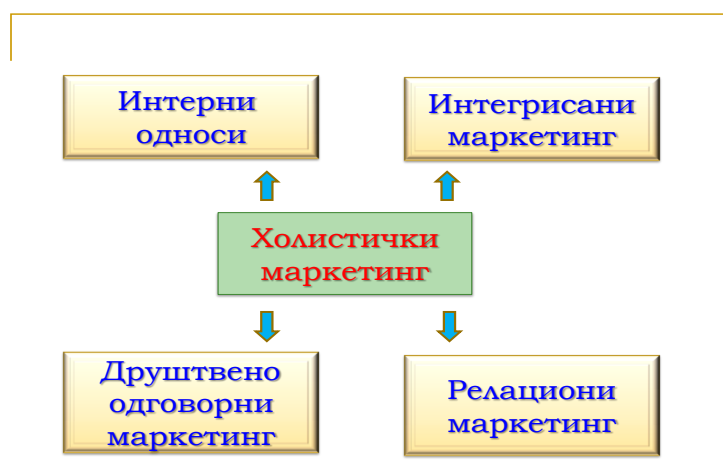 Интерни
односи
Интегрисани
маркетинг
Холистички
маркетинг
Друштвено
одговорни
маркетинг
Релациони
маркетинг